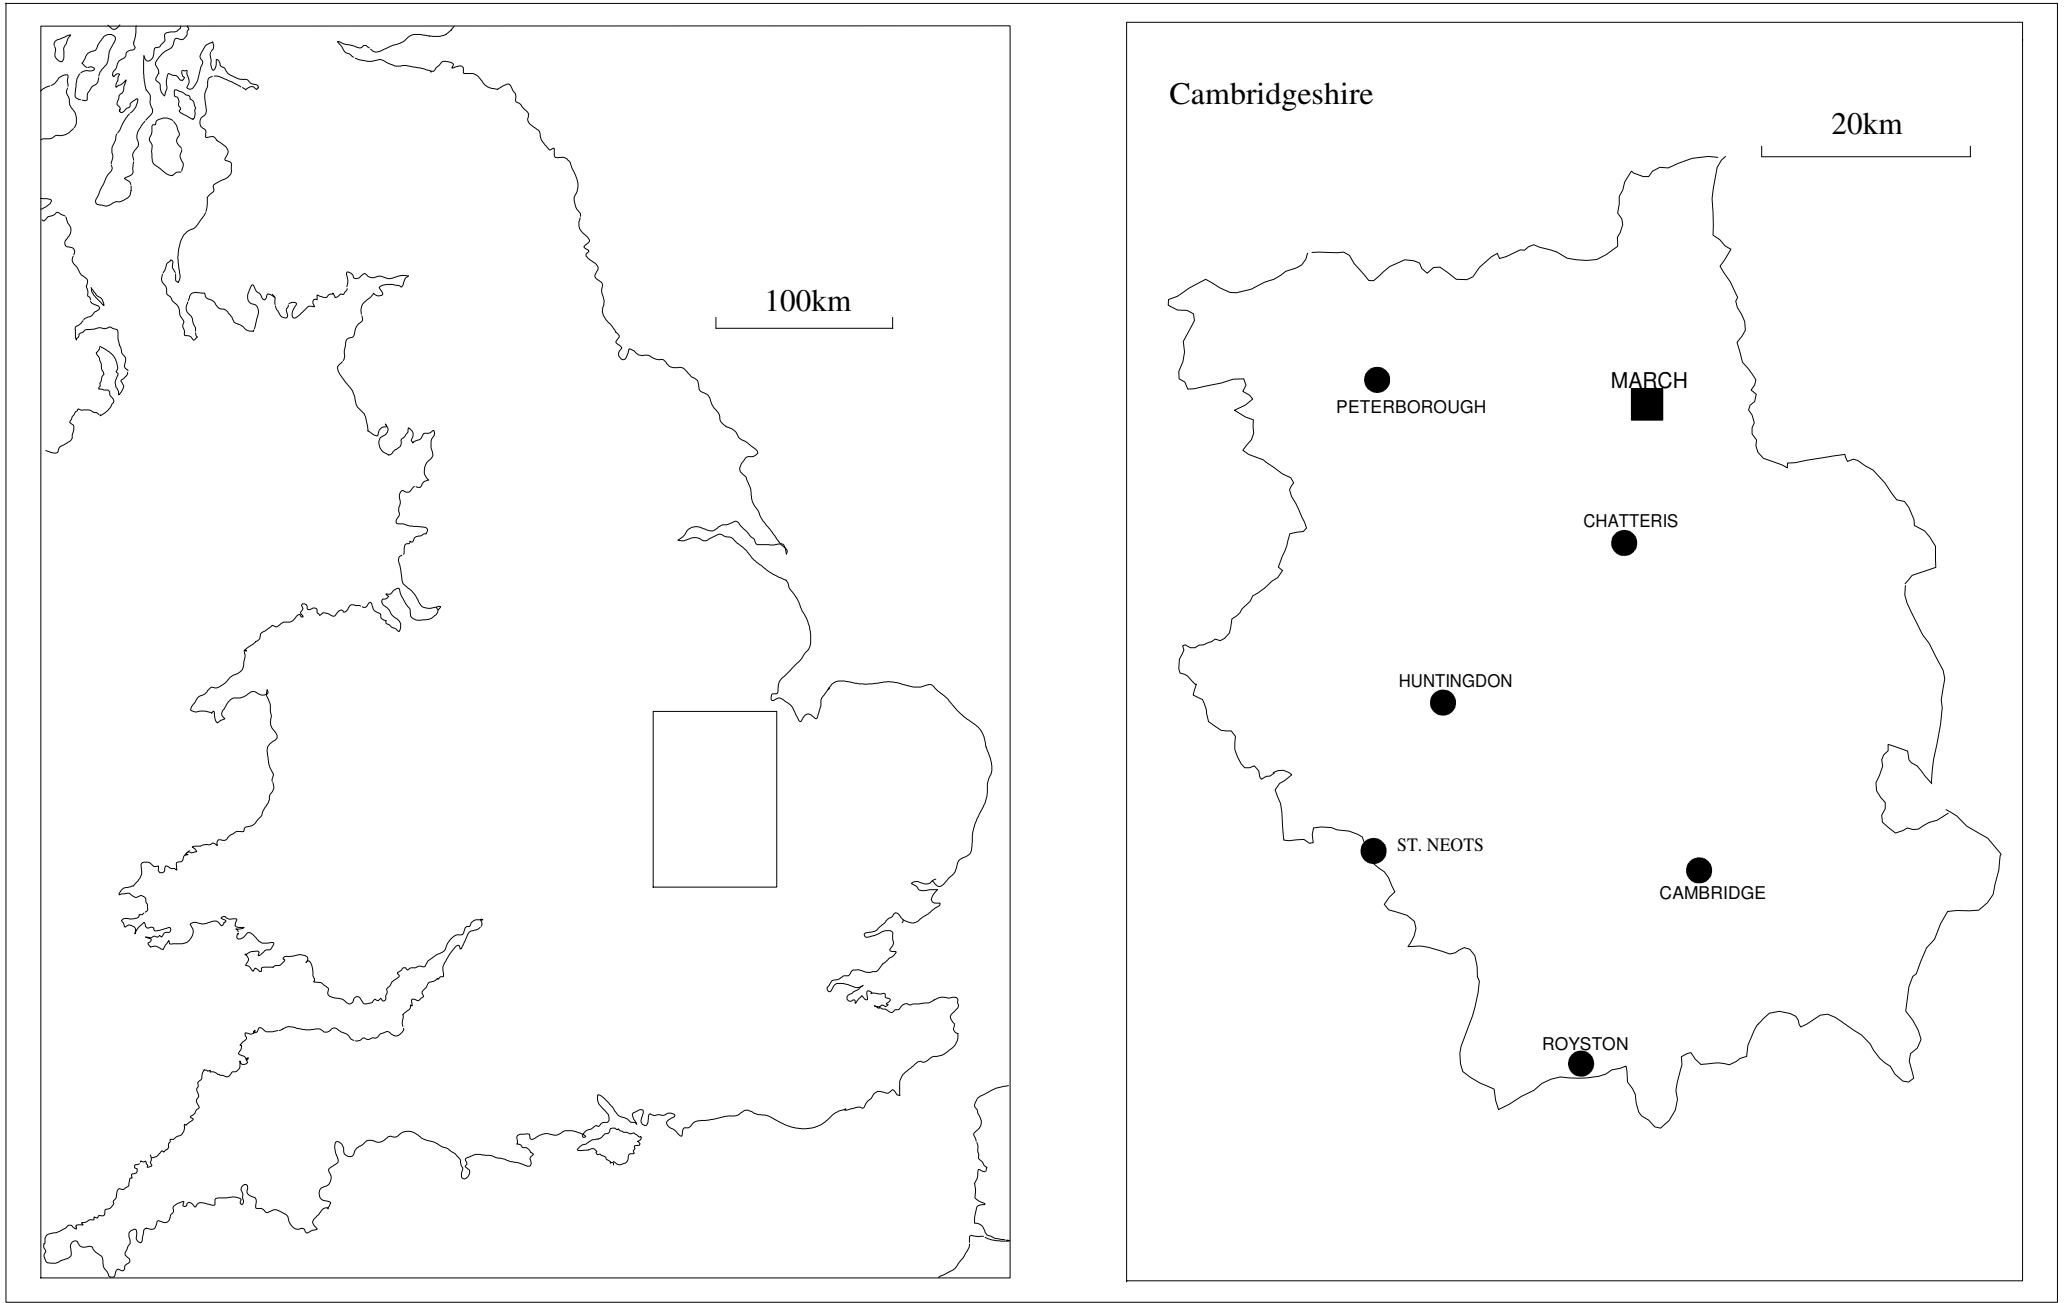 100km
Cambridgeshire
20km
MARCH
PETERBOROUGH
CHATTERIS
HUNTINGDON
ST. NEOTS
CAMBRIDGE
ROYSTON